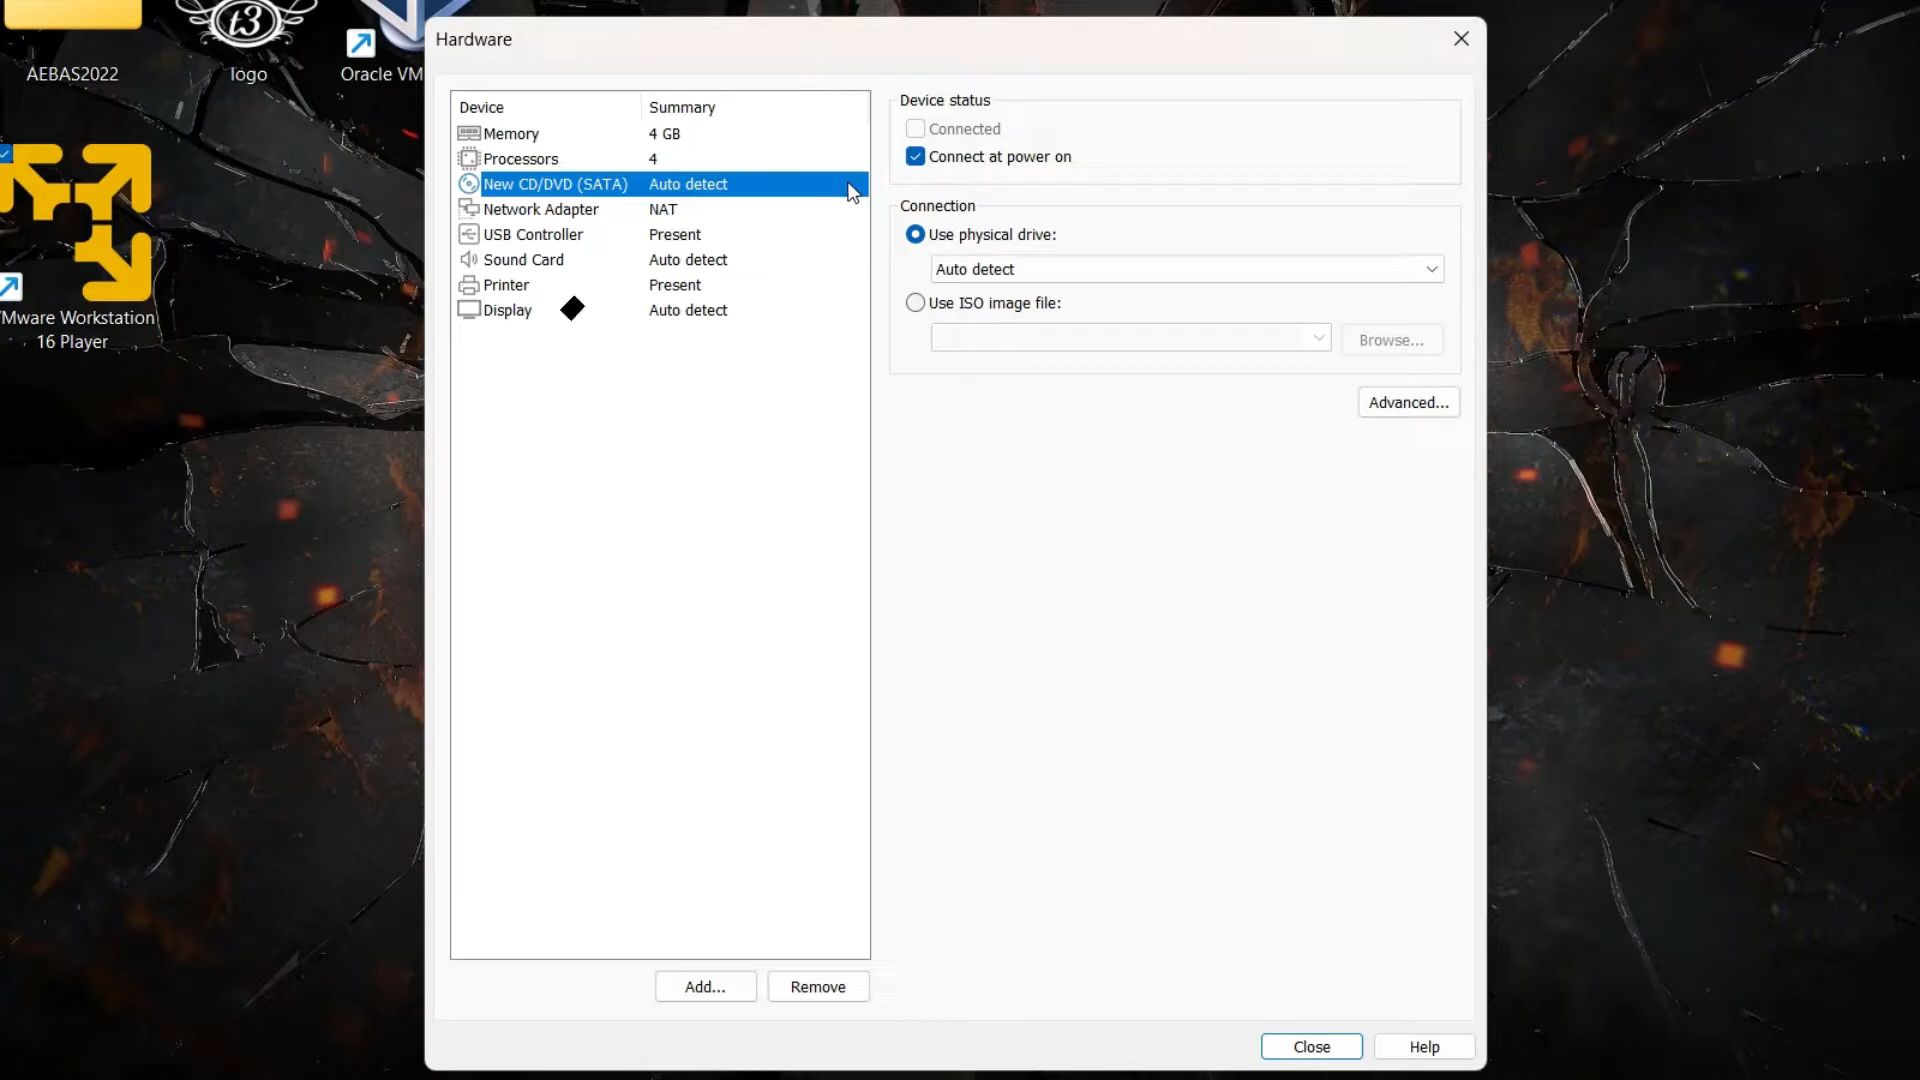 AEBAS2022
t3
logo
Oracle VM
Mware Workstation
16 Player
Hardware
Device Summary
Memory 4 GB
Processors 4
New CD/DVD (SATA) Auto detect
Network Adapter NAT
USB Controller Present
Sound Card Auto detect
Printer Present
Display Auto detect
Add...
Remove
Device status
Connected
Connect at power on
Connection
Use physical drive:
Auto detect
Use ISO image file:
Browse...
Advanced...
Close
Help